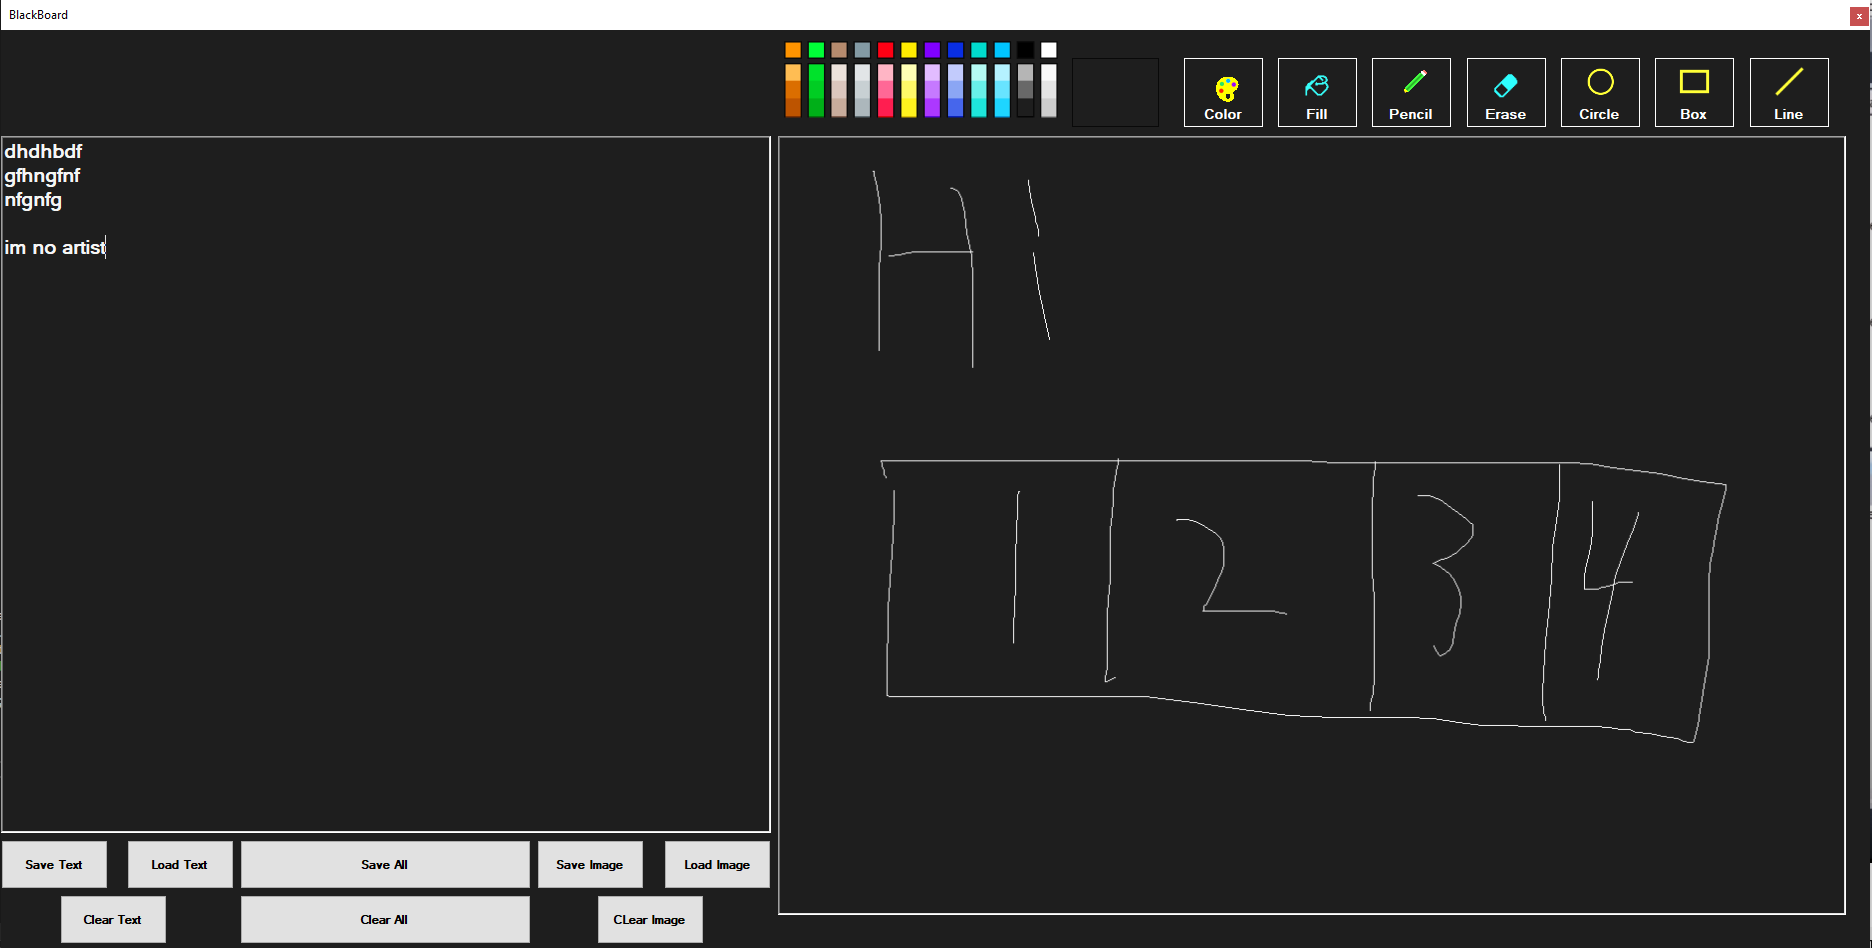 BlackBoard
x
Color Fill Pencil Erase Circle Box Line
dhdhbdf
gfhngfnf
nfgnfg
im no artist
HI
1 2 3 4
Save Text Load Text Save All Save Image Load Image
Clear Text Clear All CLear Image